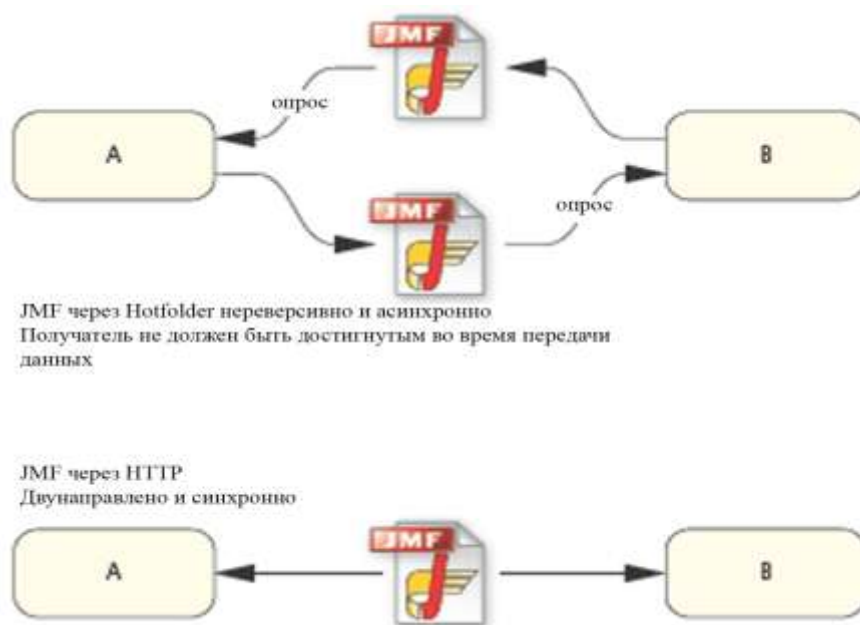 JMF
опрос
A
B
JMF
опрос
JMF через Hotfolder нереверсивно и асинхронно
Получатель не должен быть достигнутым во время передачи
данных
JMF через HTTP
Двунаправлено и синхронно
JMF
A
B